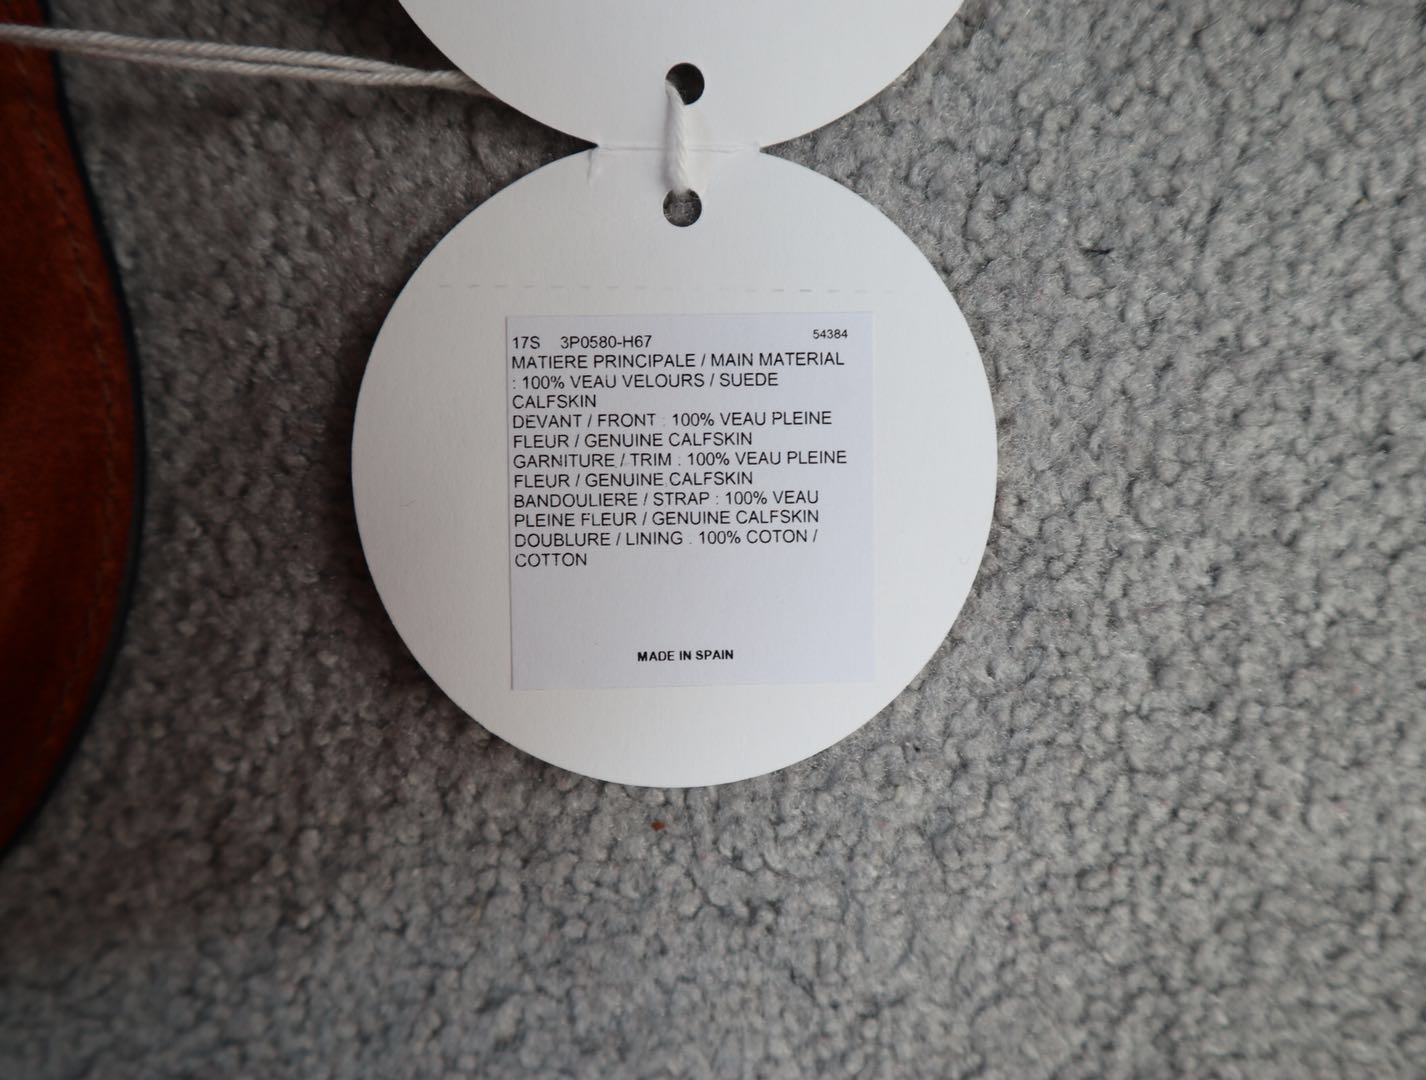 17S 3P0580-H67 54384
MATIERE PRINCIPALE / MAIN MATERIAL
: 100% VEAU VELOURS / SUEDE
CALFSKIN
DEVANT / FRONT : 100% VEAU PLEINE
FLEUR / GENUINE CALFSKIN
GARNITURE / TRIM : 100% VEAU PLEINE
FLEUR / GENUINE CALFSKIN
BANDOULIERE / STRAP : 100% VEAU
PLEINE FLEUR / GENUINE CALFSKIN
DOUBLURE / LINING : 100% COTON /
COTTON
MADE IN SPAIN